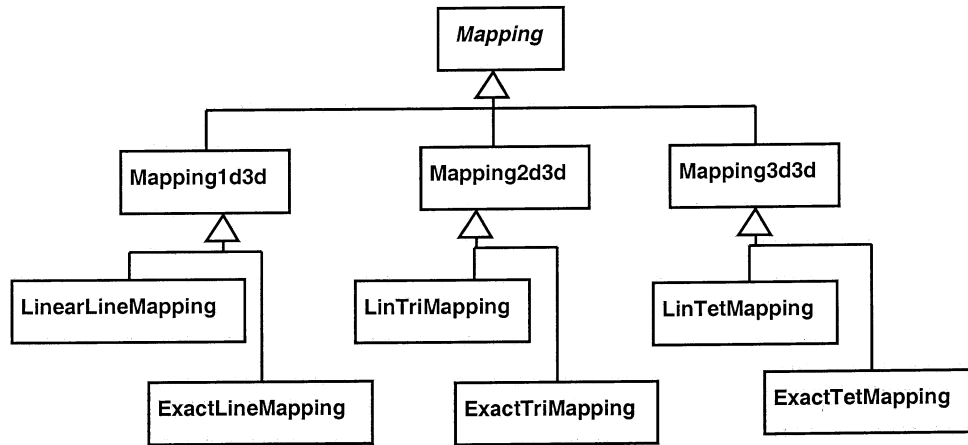 Mapping
Mapping1d3d
Mapping2d3d
Mapping3d3d
LinearLineMapping
LinTriMapping
LinTetMapping
ExactLineMapping
ExactTriMapping
ExactTetMapping